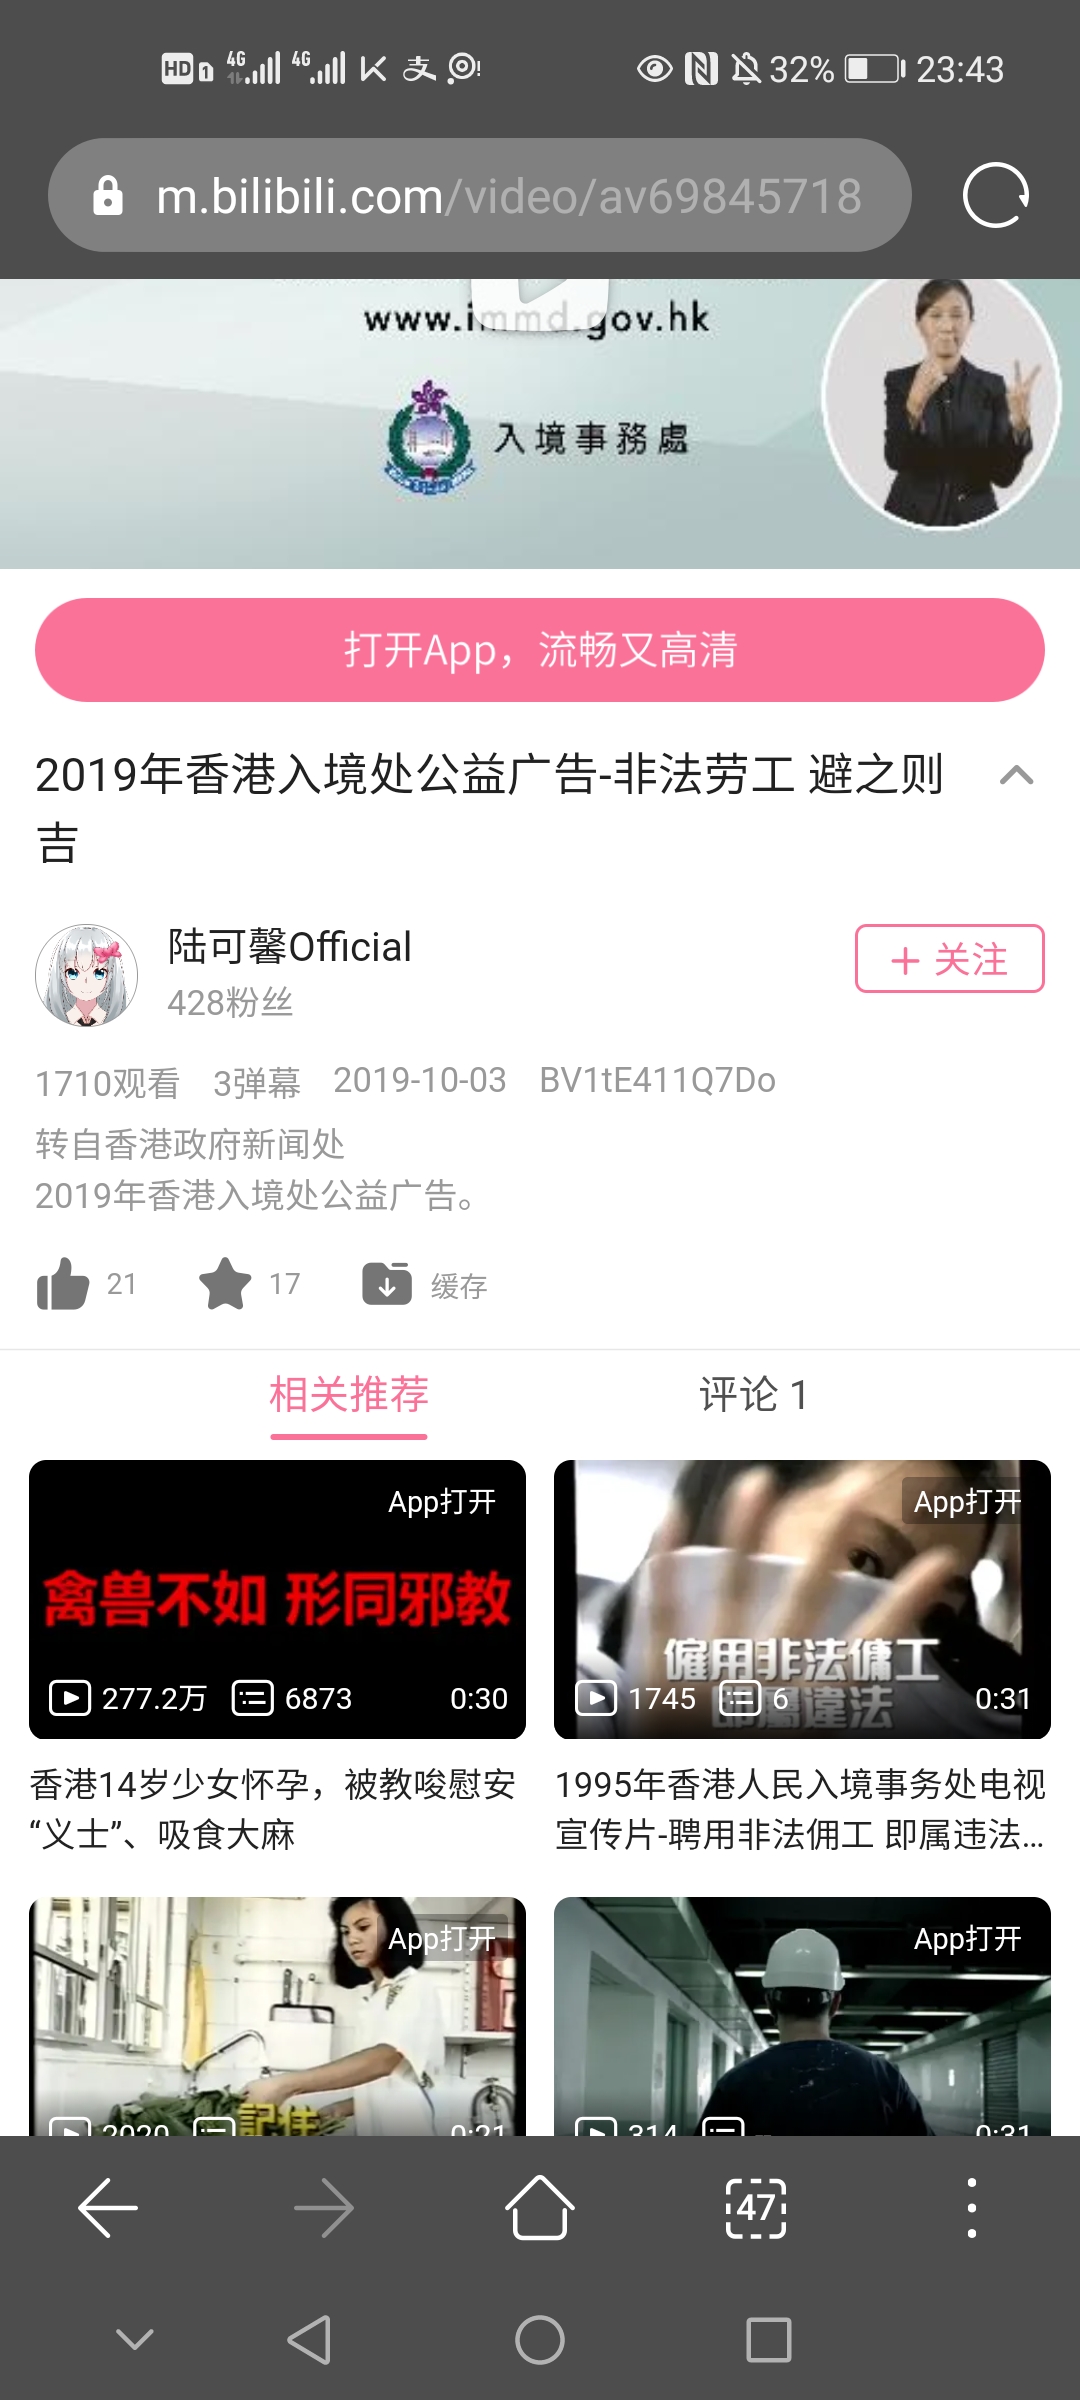 HD 1 4G 4G 支 32% 23:43
m.bilibili.com/video/av69845718
www.immd.gov.hk
入境事務處
打开App，流畅又高清
2019年香港入境处公益广告-非法劳工 避之则
吉
陆可馨Official
428粉丝
+ 关注
1710观看 3弹幕 2019-10-03 BV1tE411Q7Do
转自香港政府新闻处
2019年香港入境处公益广告。
21 17 缓存
相关推荐 评论 1
App打开
禽兽不如 形同邪教
277.2万 6873 0:30
香港14岁少女怀孕，被教唆慰安
“义士”、吸食大麻
App打开
僱用非法傭工
即屬違法
1745 6 0:31
1995年香港人民入境事务处电视
宣传片-聘用非法佣工 即属违法...
App打开
記住
2020 0:21
App打开
314 0:31
47